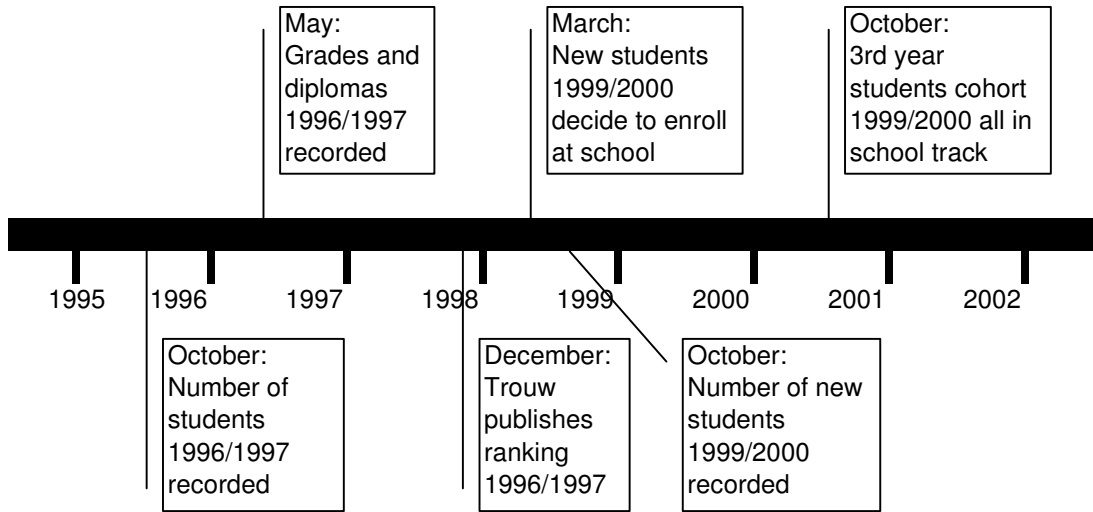 May:
Grades and
diplomas
1996/1997
recorded
March:
New students
1999/2000
decide to enroll
at school
October:
3rd year
students cohort
1999/2000 all in
school track
1995
1996
1997
1998
1999
2000
2001
2002
October:
Number of
students
1996/1997
recorded
December:
Trouw
publishes
ranking
1996/1997
October:
Number of new
students
1999/2000
recorded